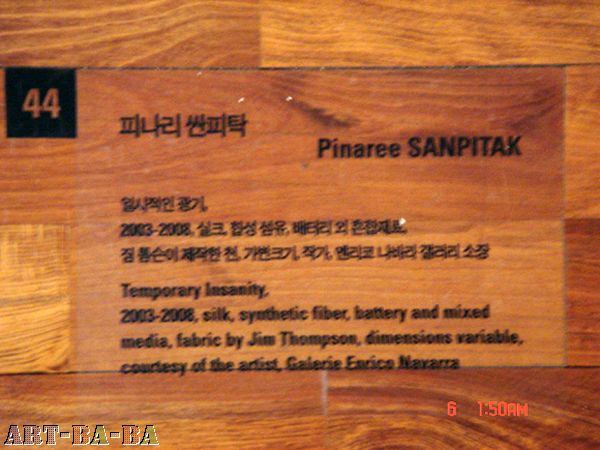 44
피나리 싼피탁
Pinaree SANPITAK
일시적인 광기,
2003-2008, 실크, 합성 섬유, 배터리 외 혼합재료,
짐 톰슨이 제작한 천, 가변크기, 작가, 엔리코 나바라 갤러리 소장
Temporary Insanity,
2003-2008, silk, synthetic fiber, battery and mixed
media, fabric by Jim Thompson, dimensions variable,
courtesy of the artist, Galerie Enrico Navarra
6 1:50AM
ART-BA-BA